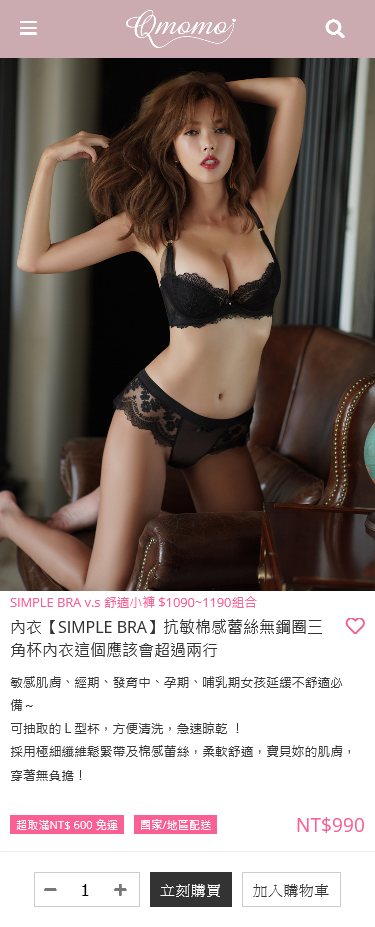 Qmomo
SIMPLE BRA v.s 舒適小褲 $1090~1190組合
內衣【SIMPLE BRA】抗敏棉感蕾絲無鋼圈三
角杯內衣這個應該會超過兩行
敏感肌膚、經期、發育中、孕期、哺乳期女孩延緩不舒適必
備～
可抽取的Ｌ型杯，方便清洗，急速晾乾 ！
採用極細纖維鬆緊帶及棉感蕾絲，柔軟舒適，寶貝妳的肌膚，
穿著無負擔！
超取滿NT$ 600 免運 國家/地區配送 NT$990
1 立刻購買 加入購物車